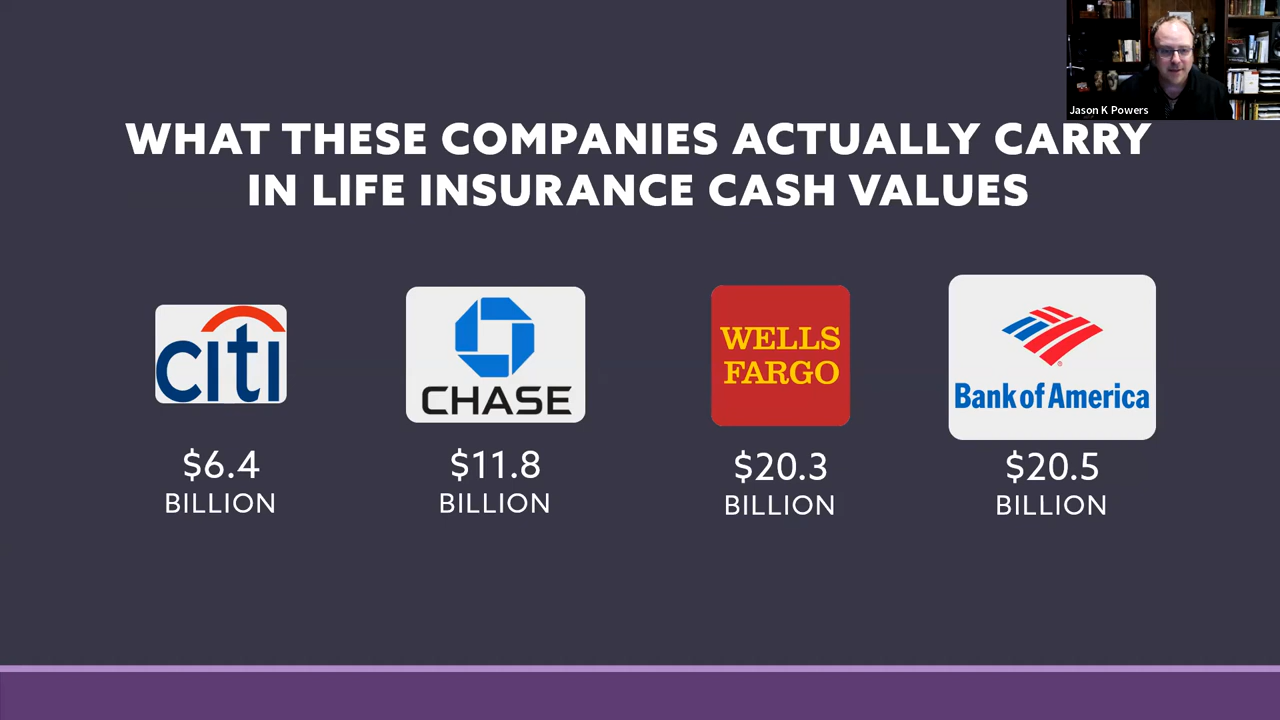 Jason K Powers
WHAT THESE COMPANIES ACTUALLY CARRY
IN LIFE INSURANCE CASH VALUES
citi
CHASE
WELLS
FARGO
Bank of America
$6.4
BILLION
$11.8
BILLION
$20.3
BILLION
$20.5
BILLION